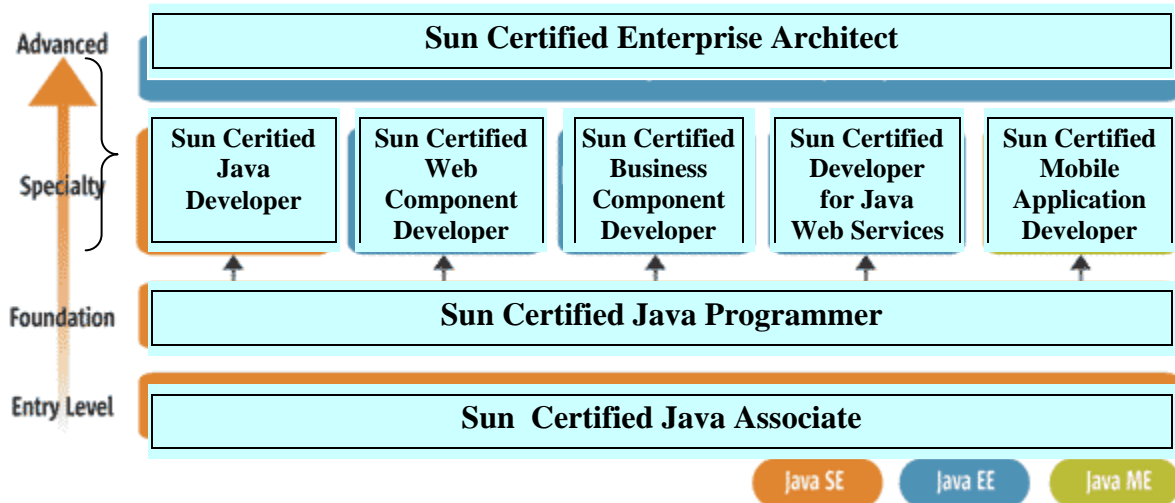 Advanced
Sun Certified Enterprise Architect
Specialty
Sun Ceritied
Java
Developer
Sun Certified
Web
Component
Developer
Sun Certified
Business
Component
Developer
Sun Certified
Developer
for Java
Web Services
Sun Certified
Mobile
Application
Developer
Foundation
Sun Certified Java Programmer
Entry Level
Sun Certified Java Associate
Java SE
Java EE
Java ME